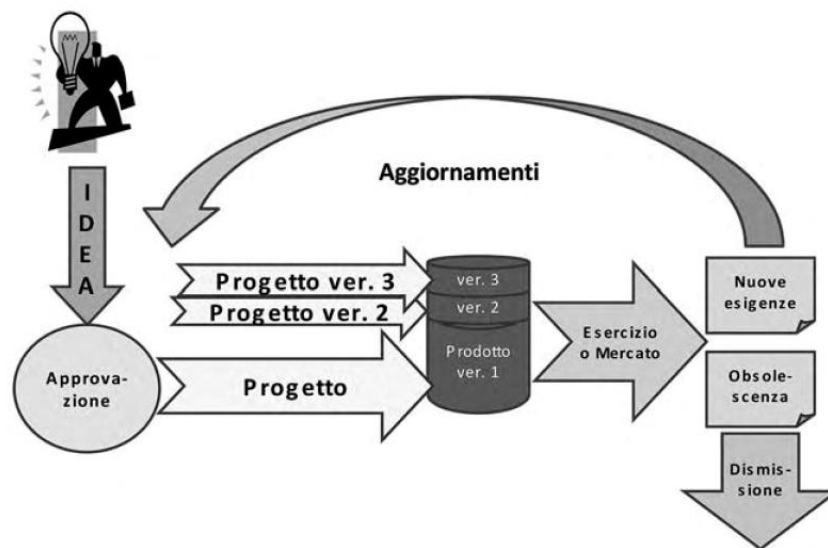 I
D
E
A
Aggiornamenti
Progetto ver. 3
Progetto ver. 2
Progetto
Approva-
zione
ver. 3
ver. 2
Prodotto
ver. 1
Esercizio
o Mercato
Nuove
esigenze
Obsole-
scenza
Dismis-
sione